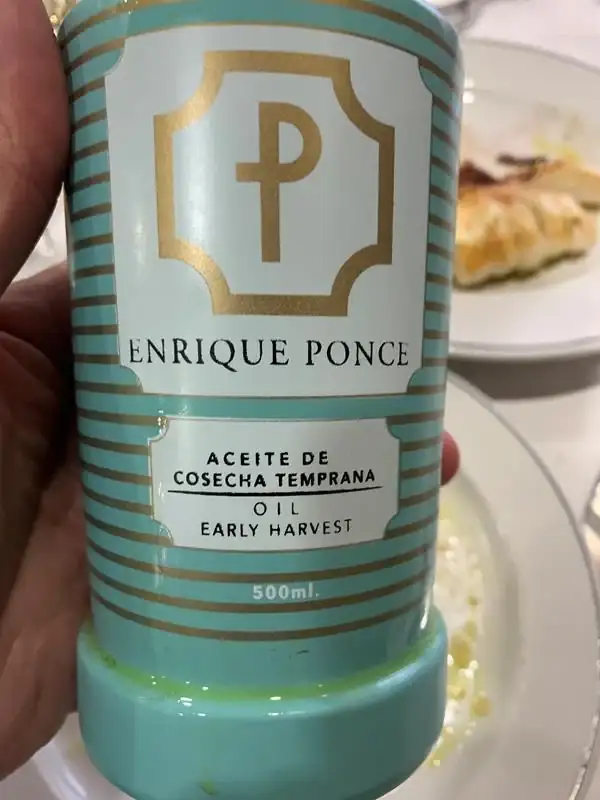 P
ENRIQUE PONCE
ACEITE DE
COSECHA TEMPRANA
OIL
EARLY HARVEST
500ml.